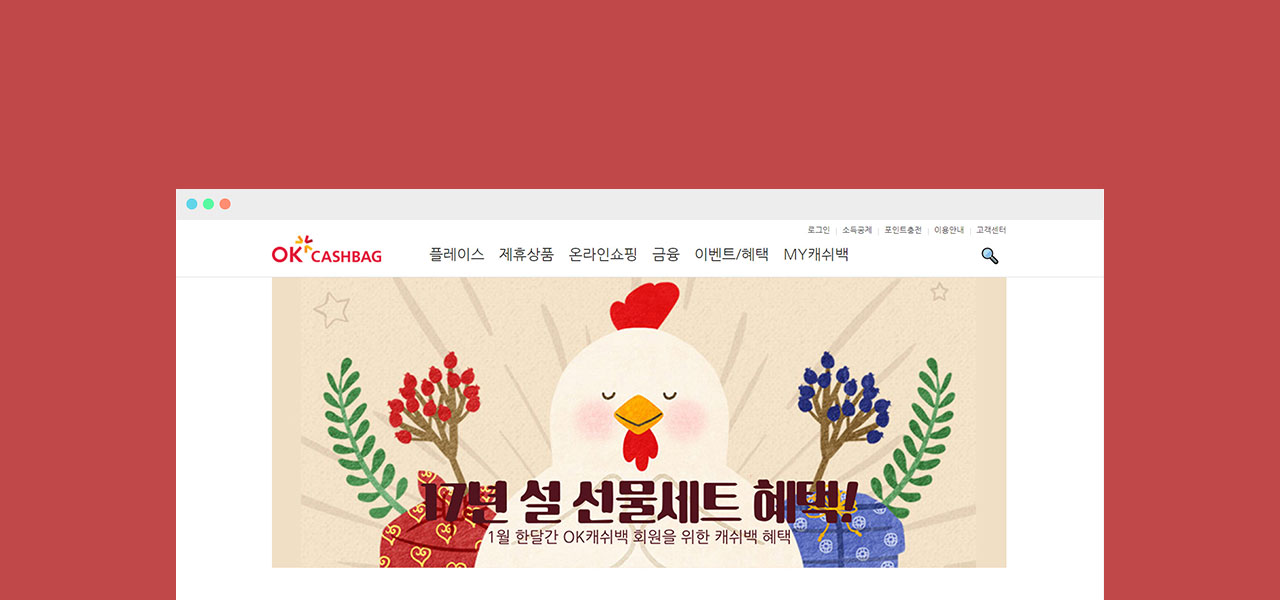 로그인 | 소득공제 | 포인트충전 | 이용안내 | 고객센터
OK CASHBAG 플레이스 제휴상품 온라인쇼핑 금융 이벤트/혜택 MY캐쉬백
17년 설 선물세트 혜택!
1월 한달간 OK캐쉬백 회원을 위한 캐쉬백 혜택